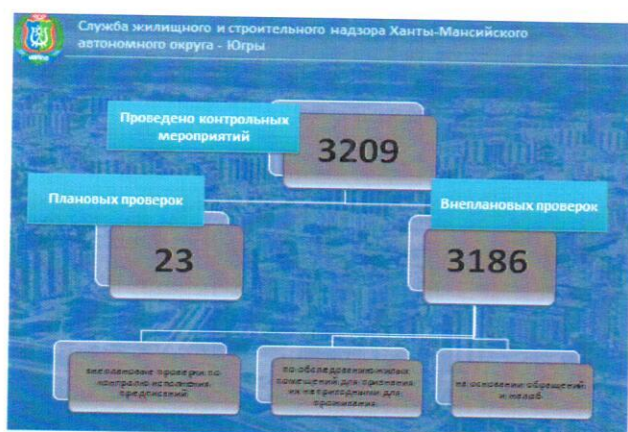 Служба жилищного и строительного надзора Ханты-Мансийского
автономного округа - Югры
Проведено контрольных
мероприятий
3209
Плановых проверок
23
Внеплановых проверок
3186
внеплановые проверки по
контролю исполнения
предписаний
по обследованию жилых
помещений для признания
их непригодными для
проживания
на основании обращений
и жалоб